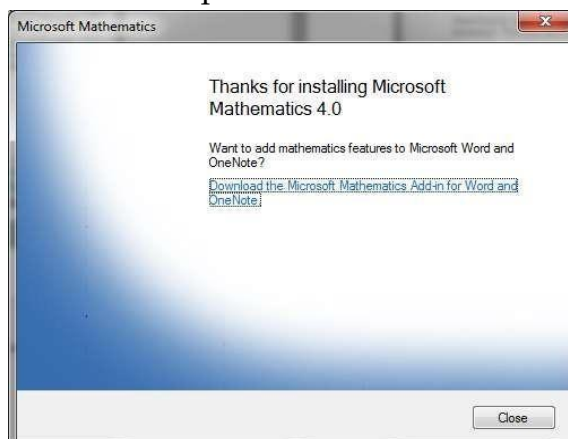 Microsoft Mathematics
Thanks for installing Microsoft
Mathematics 4.0
Want to add mathematics features to Microsoft Word and
OneNote?
Download the Microsoft Mathematics Add-in for Word and
OneNote.
Close